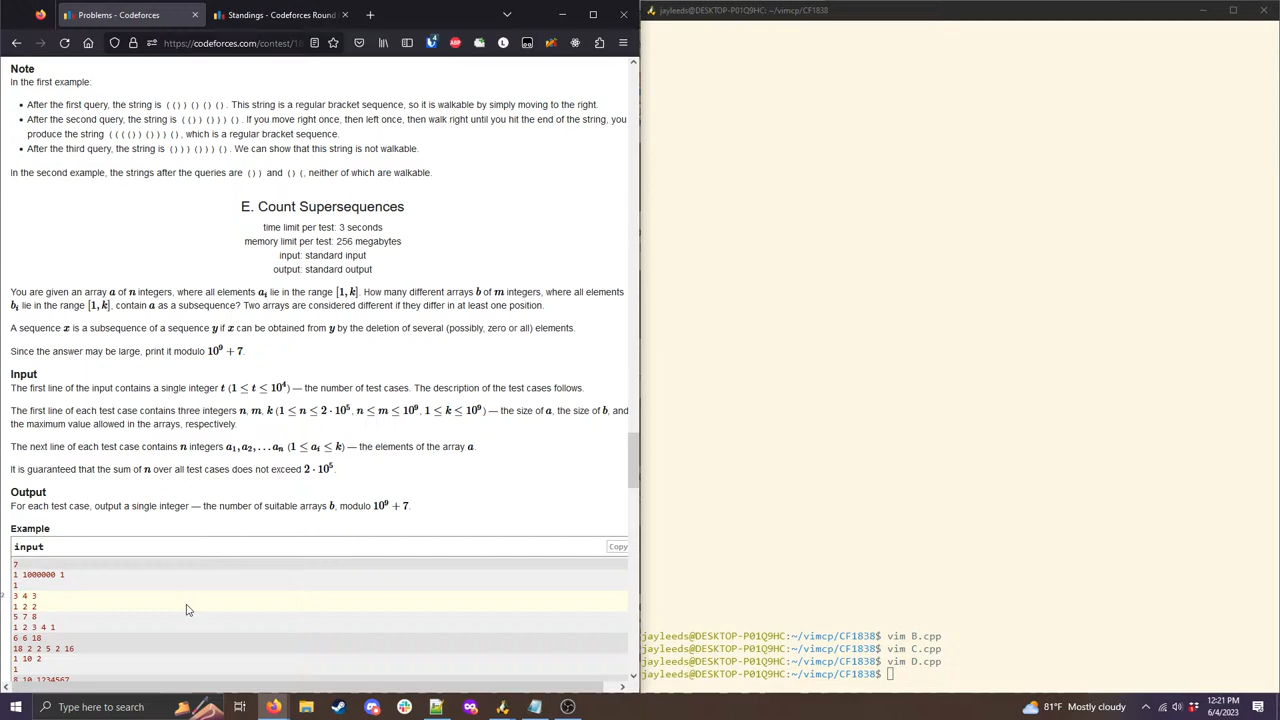 Problems - Codeforces
Standings - Codeforces Round
jayleeds@DESKTOP-P01Q9HC: ~/vimcp/CF1838
https://codeforces.com/contest/18
Note
In the first example:
After the first query, the string is (())()()(). This string is a regular bracket sequence, so it is walkable by simply moving to the right.
After the second query, the string is (())()))(). If you move right once, then left once, then walk right until you hit the end of the string, you
produce the string (((())()))(), which is a regular bracket sequence.
After the third query, the string is ()))()))(). We can show that this string is not walkable.
In the second example, the strings after the queries are ()) and ()(, neither of which are walkable.
E. Count Supersequences
time limit per test: 3 seconds
memory limit per test: 256 megabytes
input: standard input
output: standard output
You are given an array a of n integers, where all elements a_i lie in the range [1, k]. How many different arrays b of m integers, where all elements
b_i lie in the range [1, k], contain a as a subsequence? Two arrays are considered different if they differ in at least one position.
A sequence x is a subsequence of a sequence y if x can be obtained from y by the deletion of several (possibly, zero or all) elements.
Since the answer may be large, print it modulo 10^9 + 7.
Input
The first line of the input contains a single integer t (1 ≤ t ≤ 10^4) — the number of test cases. The description of the test cases follows.
The first line of each test case contains three integers n, m, k (1 ≤ n ≤ 2 · 10^5, n ≤ m ≤ 10^9, 1 ≤ k ≤ 10^9) — the size of a, the size of b, and
the maximum value allowed in the arrays, respectively.
The next line of each test case contains n integers a_1, a_2, … a_n (1 ≤ a_i ≤ k) — the elements of the array a.
It is guaranteed that the sum of n over all test cases does not exceed 2 · 10^5.
Output
For each test case, output a single integer — the number of suitable arrays b, modulo 10^9 + 7.
Example
input
Copy
7
1 1000000 1
1
3 4 3
1 2 2
5 7 8
1 2 3 4 1
6 6 18
18 2 2 5 2 16
1 10 2
1
8 10 1234567
jayleeds@DESKTOP-P01Q9HC:~/vimcp/CF1838$ vim B.cpp
jayleeds@DESKTOP-P01Q9HC:~/vimcp/CF1838$ vim C.cpp
jayleeds@DESKTOP-P01Q9HC:~/vimcp/CF1838$ vim D.cpp
jayleeds@DESKTOP-P01Q9HC:~/vimcp/CF1838$
Type here to search
81°F Mostly cloudy
12:21 PM
6/4/2023